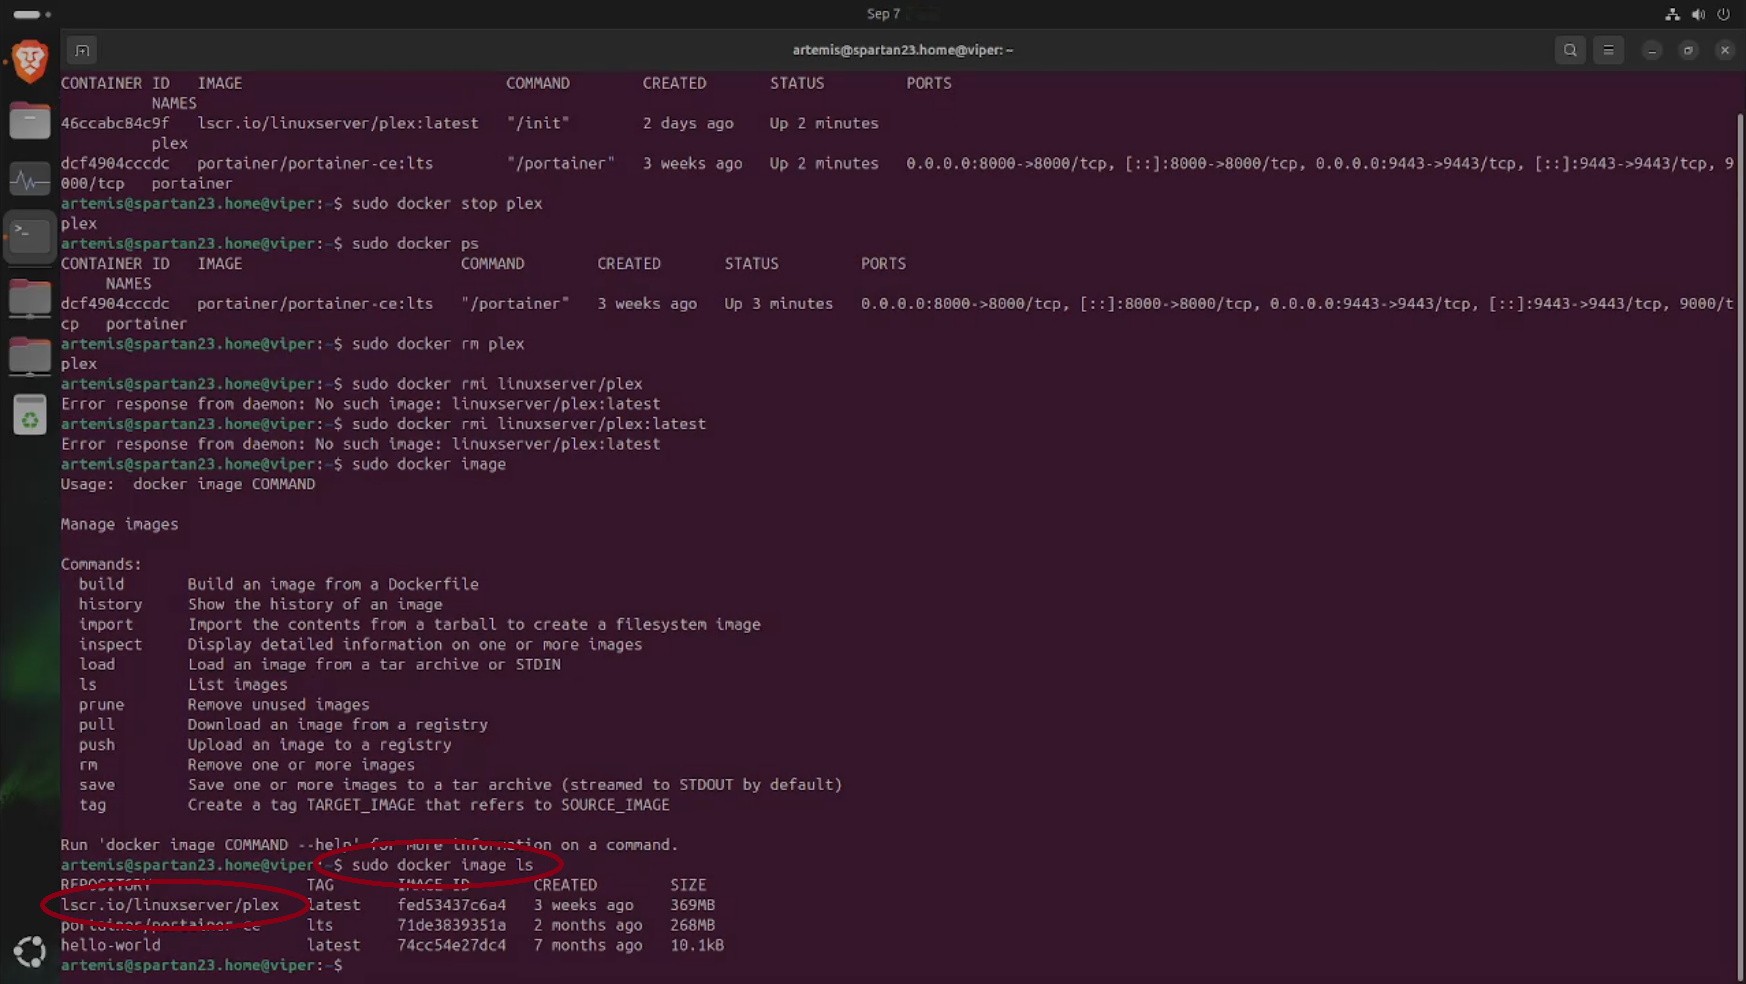 Sep 7
artemis@spartan23.home@viper: ~
CONTAINER ID   IMAGE                             COMMAND        CREATED       STATUS         PORTS
          NAMES
46ccabc84c9f   lscr.io/linuxserver/plex:latest   "/init"        2 days ago    Up 2 minutes
          plex
dcf4904cccdc   portainer/portainer-ce:lts        "/portainer"   3 weeks ago   Up 2 minutes   0.0.0.0:8000->8000/tcp, [::]:8000->8000/tcp, 0.0.0.0:9443->9443/tcp, [::]:9443->9443/tcp, 9
000/tcp   portainer
artemis@spartan23.home@viper:~$ sudo docker stop plex
plex
artemis@spartan23.home@viper:~$ sudo docker ps
CONTAINER ID   IMAGE                        COMMAND        CREATED       STATUS         PORTS
     NAMES
dcf4904cccdc   portainer/portainer-ce:lts   "/portainer"   3 weeks ago   Up 3 minutes   0.0.0.0:8000->8000/tcp, [::]:8000->8000/tcp, 0.0.0.0:9443->9443/tcp, [::]:9443->9443/tcp, 9000/t
cp   portainer
artemis@spartan23.home@viper:~$ sudo docker rm plex
plex
artemis@spartan23.home@viper:~$ sudo docker rmi linuxserver/plex
Error response from daemon: No such image: linuxserver/plex:latest
artemis@spartan23.home@viper:~$ sudo docker rmi linuxserver/plex:latest
Error response from daemon: No such image: linuxserver/plex:latest
artemis@spartan23.home@viper:~$ sudo docker image
Usage:  docker image COMMAND
Manage images
Commands:
  build       Build an image from a Dockerfile
  history     Show the history of an image
  import      Import the contents from a tarball to create a filesystem image
  inspect     Display detailed information on one or more images
  load        Load an image from a tar archive or STDIN
  ls          List images
  prune       Remove unused images
  pull        Download an image from a registry
  push        Upload an image to a registry
  rm          Remove one or more images
  save        Save one or more images to a tar archive (streamed to STDOUT by default)
  tag         Create a tag TARGET_IMAGE that refers to SOURCE_IMAGE
Run 'docker image COMMAND --help' for more information on a command.
artemis@spartan23.home@viper:~$ sudo docker image ls
REPOSITORY                 TAG       IMAGE ID       CREATED        SIZE
lscr.io/linuxserver/plex   latest    fed53437c6a4   3 weeks ago    369MB
portainer/portainer-ce     lts       71de3839351a   2 months ago   268MB
hello-world                latest    74cc54e27dc4   7 months ago   10.1kB
artemis@spartan23.home@viper:~$